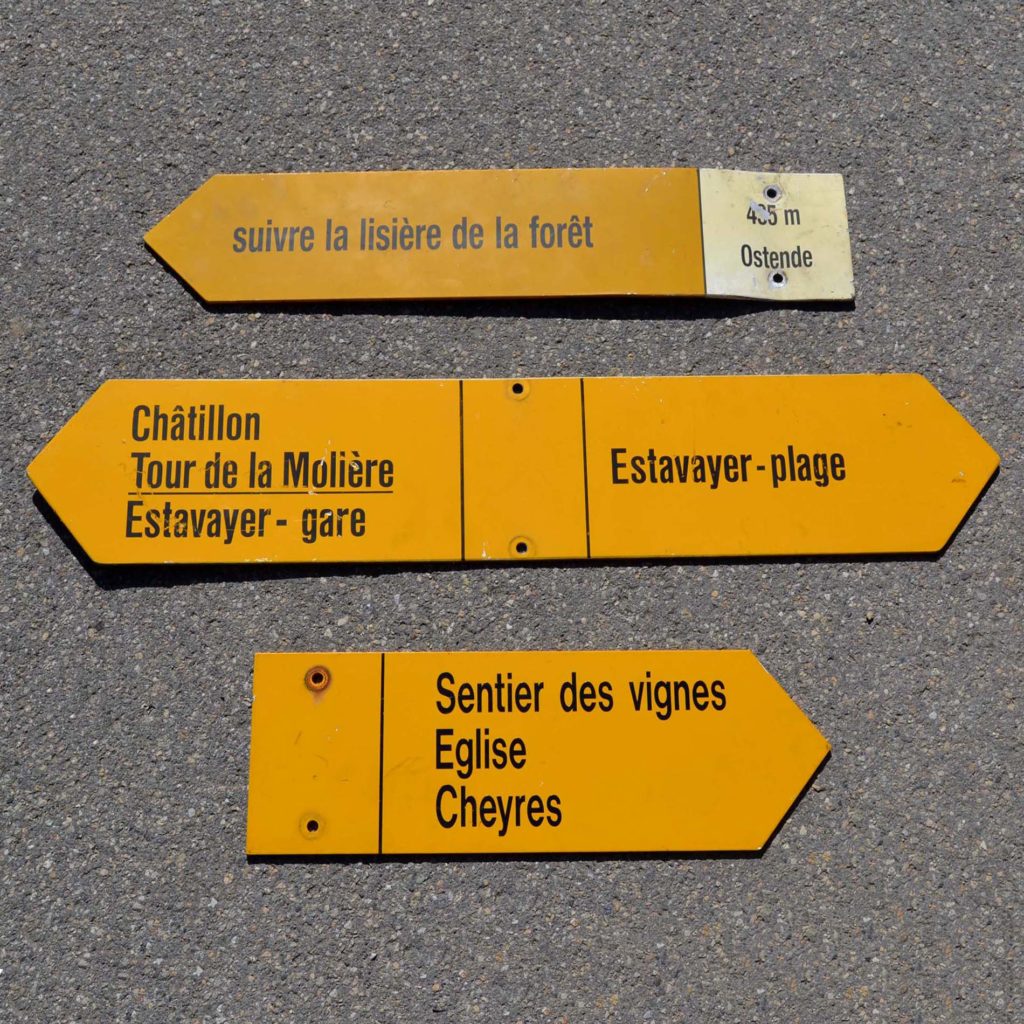 suivre la lisière de la forêt
m
Ostende
Châtillon
Tour de la Molière
Estavayer - gare
Estavayer - plage
Sentier des vignes
Eglise
Cheyres